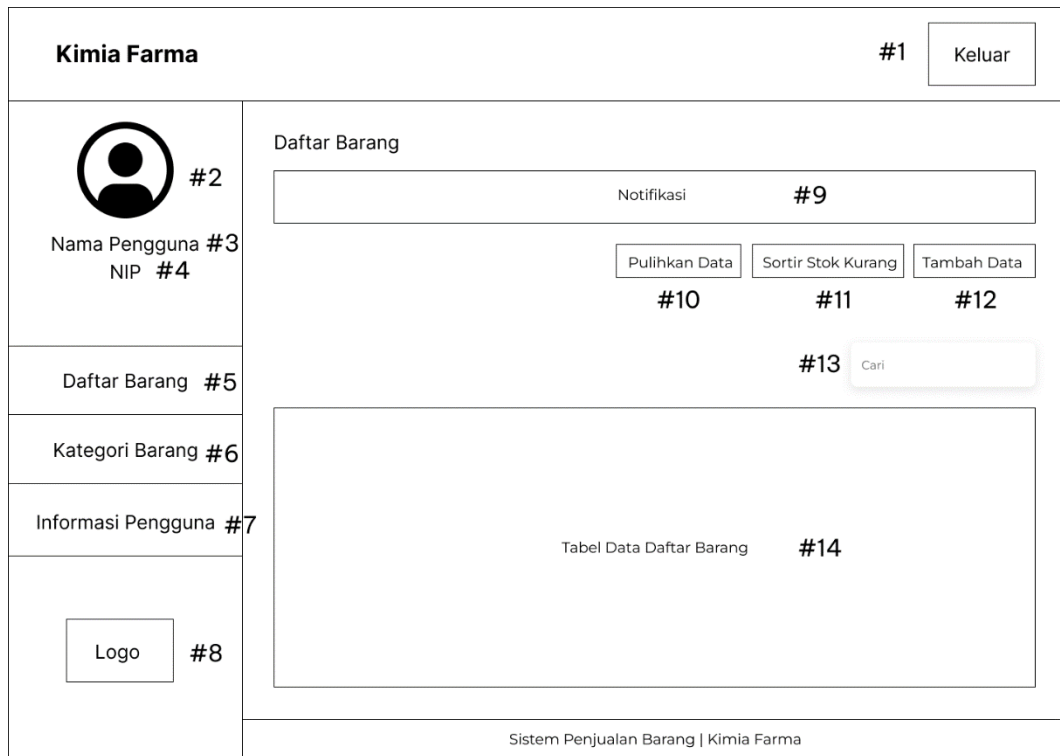 Kimia Farma
#1 Keluar
#2
Nama Pengguna #3
NIP #4
Daftar Barang #5
Kategori Barang #6
Informasi Pengguna #7
Logo #8
Daftar Barang
Notifikasi #9
Pulihkan Data Sortir Stok Kurang Tambah Data
#10 #11 #12
#13 Cari
Tabel Data Daftar Barang #14
Sistem Penjualan Barang | Kimia Farma